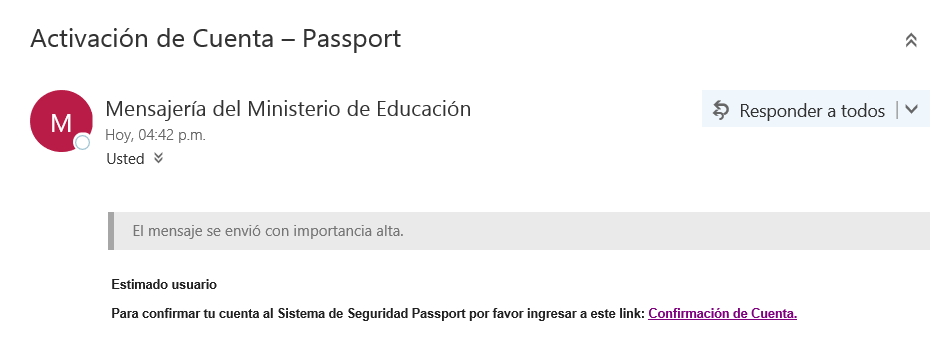 Activación de Cuenta – Passport
M
Mensajería del Ministerio de Educación
Hoy, 04:42 p.m.
Responder a todos
Usted
El mensaje se envió con importancia alta.
Estimado usuario
Para confirmar tu cuenta al Sistema de Seguridad Passport por favor ingresar a este link: Confirmación de Cuenta.